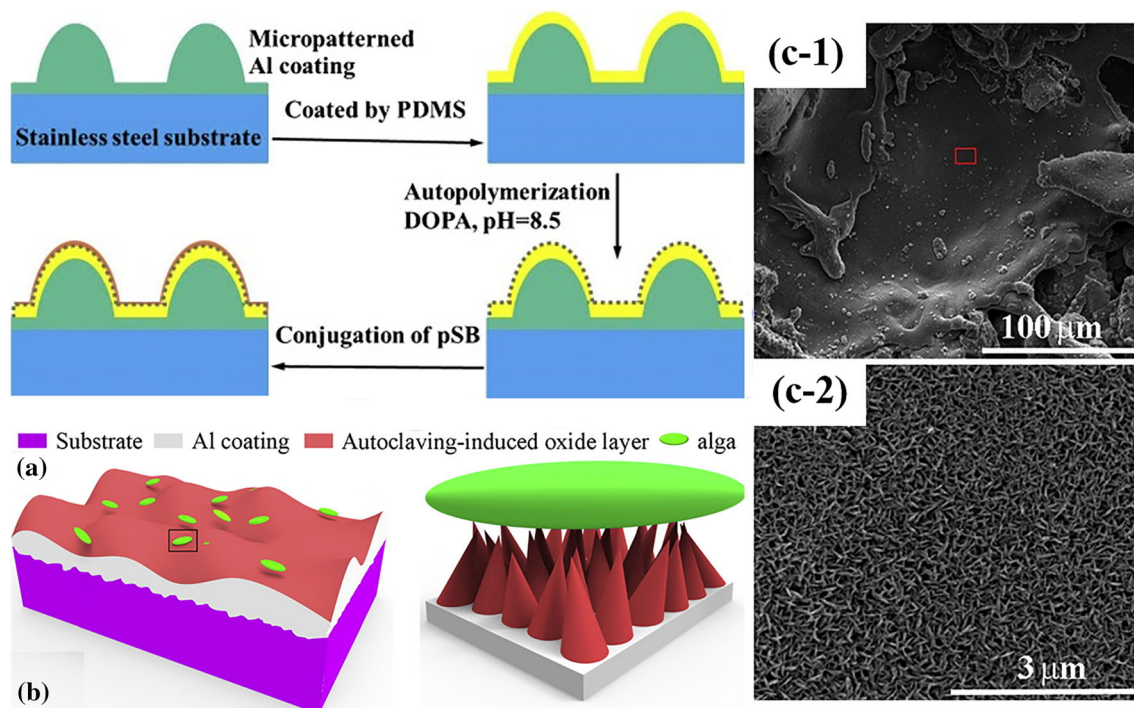 Micropatterned
Al coating
Stainless steel substrate
Coated by PDMS
Autopolymerization
DOPA, pH=8.5
Conjugation of pSB
Substrate Al coating Autoclaving-induced oxide layer alga
(a)
(b)
(c-1)
100 μm
(c-2)
3 μm